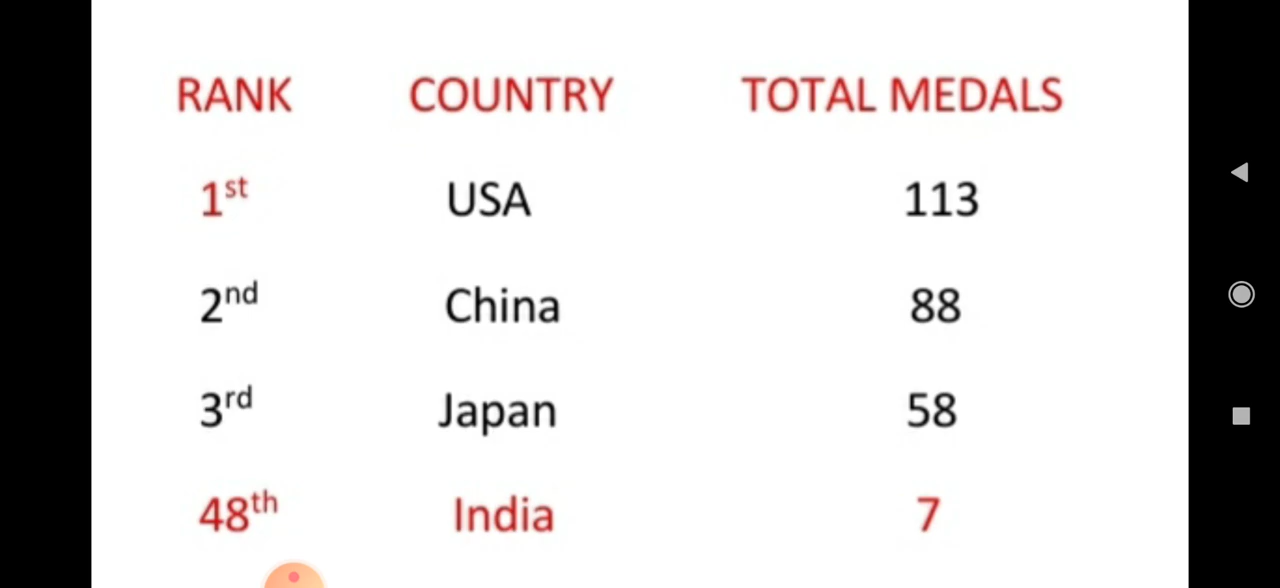 RANK COUNTRY TOTAL MEDALS
1st USA 113
2nd China 88
3rd Japan 58
48th India 7